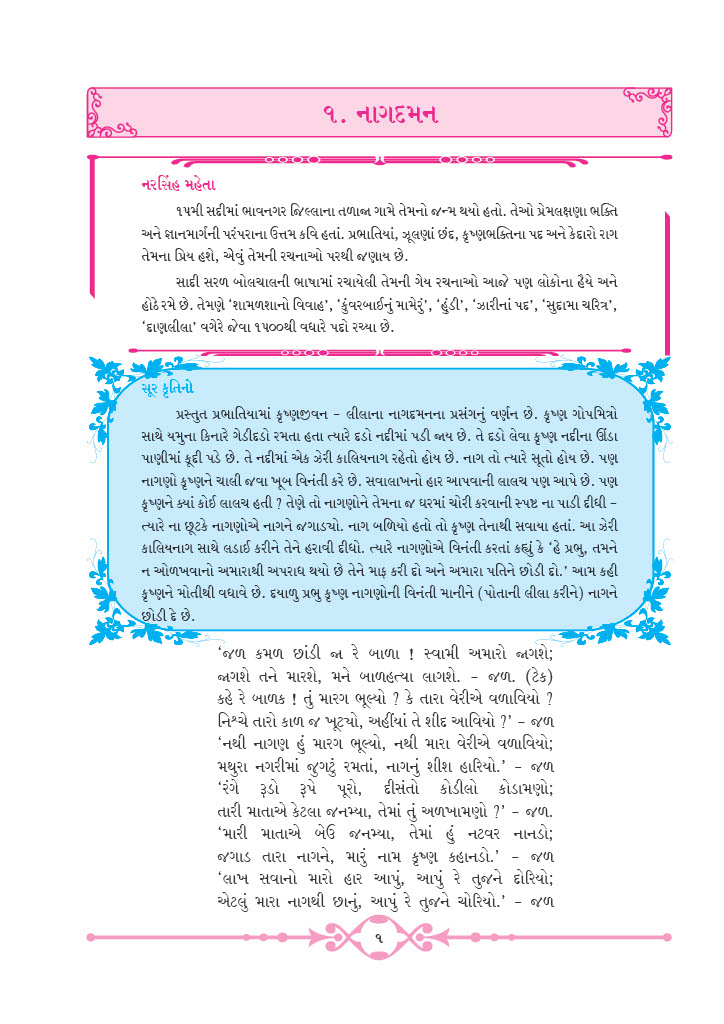 ૧. નાગદમન
નરસિંહ મહેતા
૧૫મી સદીમાં ભાવનગર જિલ્લાના તળાજા ગામે તેમનો જન્મ થયો હતો. તેઓ પ્રેમલક્ષણા ભક્તિ
અને જ્ઞાનમાર્ગની પરંપરાના ઉત્તમ કવિ હતાં. પ્રભાતિયાં, ઝૂલણાં છંદ, કૃષ્ણભક્તિના પદ અને કેદારો રાગ
તેમના પ્રિય હશે, એવું તેમની રચનાઓ પરથી જણાય છે.
સાદી સરળ બોલચાલની ભાષામાં રચાયેલી તેમની ગેય રચનાઓ આજે પણ લોકોના હૈયે અને
હોઠે રમે છે. તેમણે ‘શામળશાનો વિવાહ’, ‘કુંવરબાઈનું મામેરું’, ‘હુંડી’, ‘ઝારીનાં પદ’, ‘સુદામા ચરિત્ર’,
‘દાણલીલા’ વગેરે જેવા ૧૫૦૦થી વધારે પદો રચ્યા છે.
સૂર કૃતિનો
પ્રસ્તુત પ્રભાતિયામાં કૃષ્ણજીવન – લીલાના નાગદમનના પ્રસંગનું વર્ણન છે. કૃષ્ણ ગોપમિત્રો
સાથે યમુના કિનારે ગેડીદડો રમતા હતા ત્યારે દડો નદીમાં પડી જાય છે. તે દડો લેવા કૃષ્ણ નદીના ઊંડા
પાણીમાં કૂદી પડે છે. તે નદીમાં એક ઝેરી કાલિયનાગ રહેતો હોય છે. નાગ તો ત્યારે સૂતો હોય છે. પણ
નાગણો કૃષ્ણને ચાલી જવા ખૂબ વિનંતી કરે છે. સવાલાખનો હાર આપવાની લાલચ પણ આપે છે. પણ
કૃષ્ણને ક્યાં કોઈ લાલચ હતી ? તેણે તો નાગણોને તેમના જ ઘરમાં ચોરી કરવાની સ્પષ્ટ ના પાડી દીધી –
ત્યારે ના છૂટકે નાગણોએ નાગને જગાડ્યો. નાગ બળિયો હતો તો કૃષ્ણ તેનાથી સવાયા હતાં. આ ઝેરી
કાલિયનાગ સાથે લડાઈ કરીને તેને હરાવી દીધો. ત્યારે નાગણોએ વિનંતી કરતાં કહ્યું કે ‘હે પ્રભુ, તમને
ન ઓળખવાનો અમારાથી અપરાધ થયો છે તેને માફ કરી દો અને અમારા પતિને છોડી દો.’ આમ કહી
કૃષ્ણને મોતીથી વધાવે છે. દયાળુ પ્રભુ કૃષ્ણ નાગણોની વિનંતી માનીને (પોતાની લીલા કરીને) નાગને
છોડી દે છે.
‘જળ કમળ છાંડી જા રે બાળા ! સ્વામી અમારો જાગશે;
જાગશે તને મારશે, મને બાળહત્યા લાગશે. – જળ. (ટેક)
કહે રે બાળક ! તું મારગ ભૂલ્યો ? કે તારા વેરીએ વળાવિયો ?
નિશ્ચે તારો કાળ જ ખૂટ્યો, અહીંયાં તે શીદ આવિયો ?’ – જળ
‘નથી નાગણ હું મારગ ભૂલ્યો, નથી મારા વેરીએ વળાવિયો;
મથુરા નગરીમાં જુગટું રમતાં, નાગનું શીશ હારિયો.’ – જળ
‘રંગે રૂડો રૂપે પૂરો, દીસંતો કોડીલો કોડામણો;
તારી માતાએ કેટલા જનમ્યા, તેમાં તું અળખામણો ?’ – જળ.
‘મારી માતાએ બેઉ જનમ્યા, તેમાં હું નટવર નાનડો;
જગાડ તારા નાગને, મારું નામ કૃષ્ણ કહાનડો.’ – જળ
‘લાખ સવાનો મારો હાર આપું, આપું રે તુજને દોરિયો;
એટલું મારા નાગથી છાનું, આપું રે તુજને ચોરિયો.’ – જળ
૧